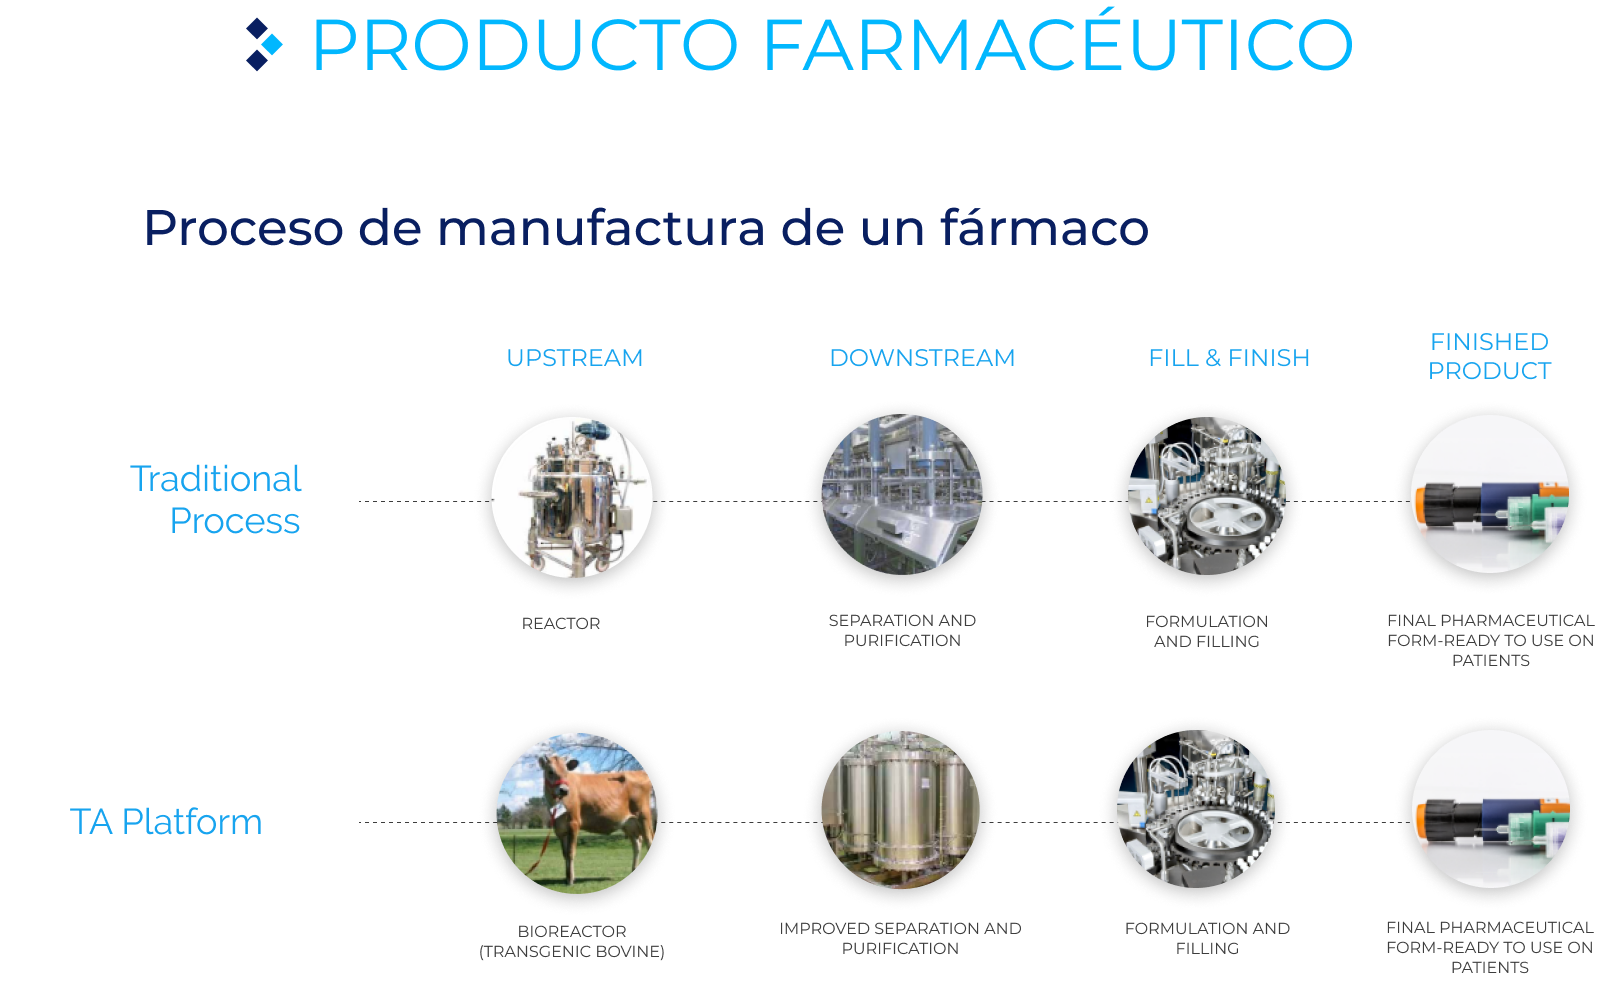 PRODUCTO FARMACÉUTICO
Proceso de manufactura de un fármaco
UPSTREAM
DOWNSTREAM
FILL & FINISH
FINISHED
PRODUCT
Traditional
Process
REACTOR
SEPARATION AND
PURIFICATION
FORMULATION
AND FILLING
FINAL PHARMACEUTICAL
FORM-READY TO USE ON
PATIENTS
TA Platform
BIOREACTOR
(TRANSGENIC BOVINE)
IMPROVED SEPARATION AND
PURIFICATION
FORMULATION AND
FILLING
FINAL PHARMACEUTICAL
FORM-READY TO USE ON
PATIENTS